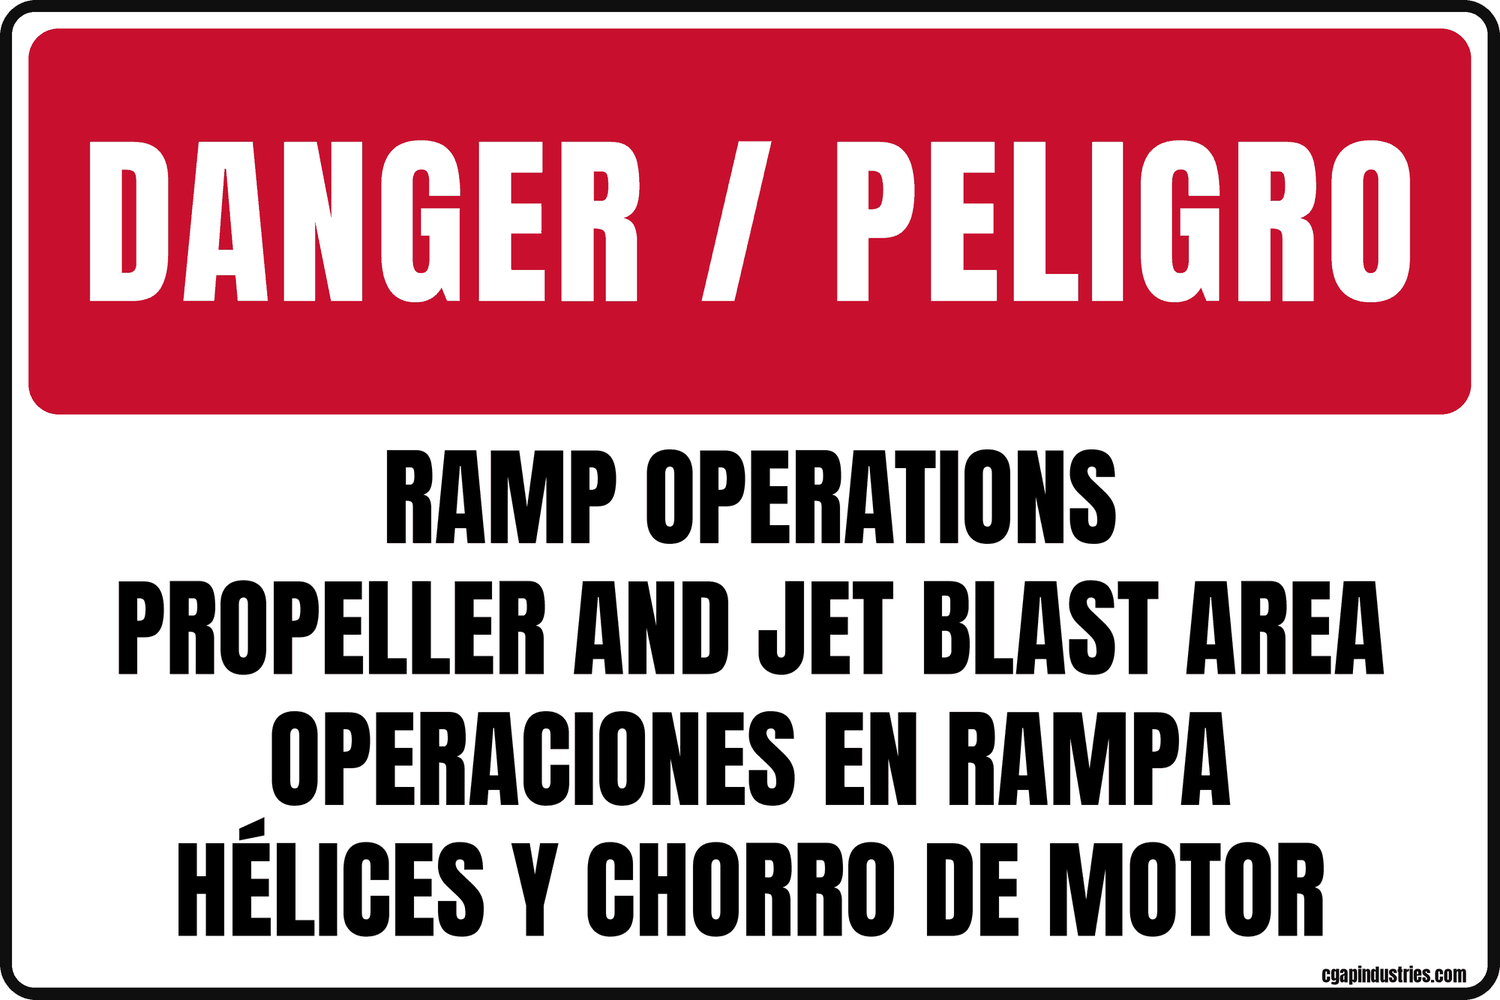 DANGER / PELIGRO
RAMP OPERATIONS
PROPELLER AND JET BLAST AREA
OPERACIONES EN RAMPA
HÉLICES Y CHORRO DE MOTOR
cgapindustries.com